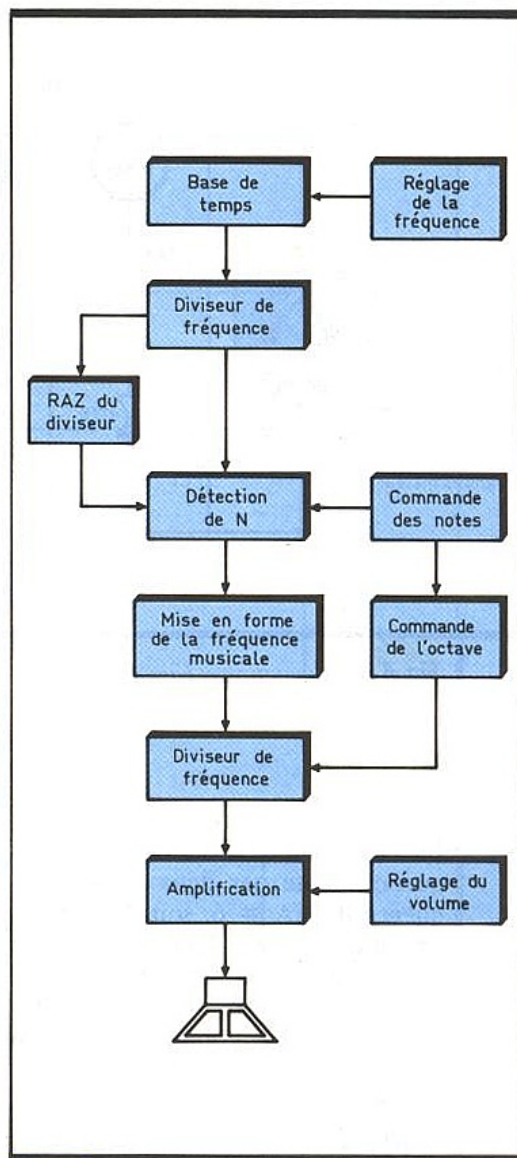 Base de
temps
Réglage
de la
fréquence
Diviseur de
fréquence
RAZ du
diviseur
Détection
de N
Commande
des notes
Mise en forme
de la fréquence
musicale
Commande
de l'octave
Diviseur de
fréquence
Amplification
Réglage du
volume